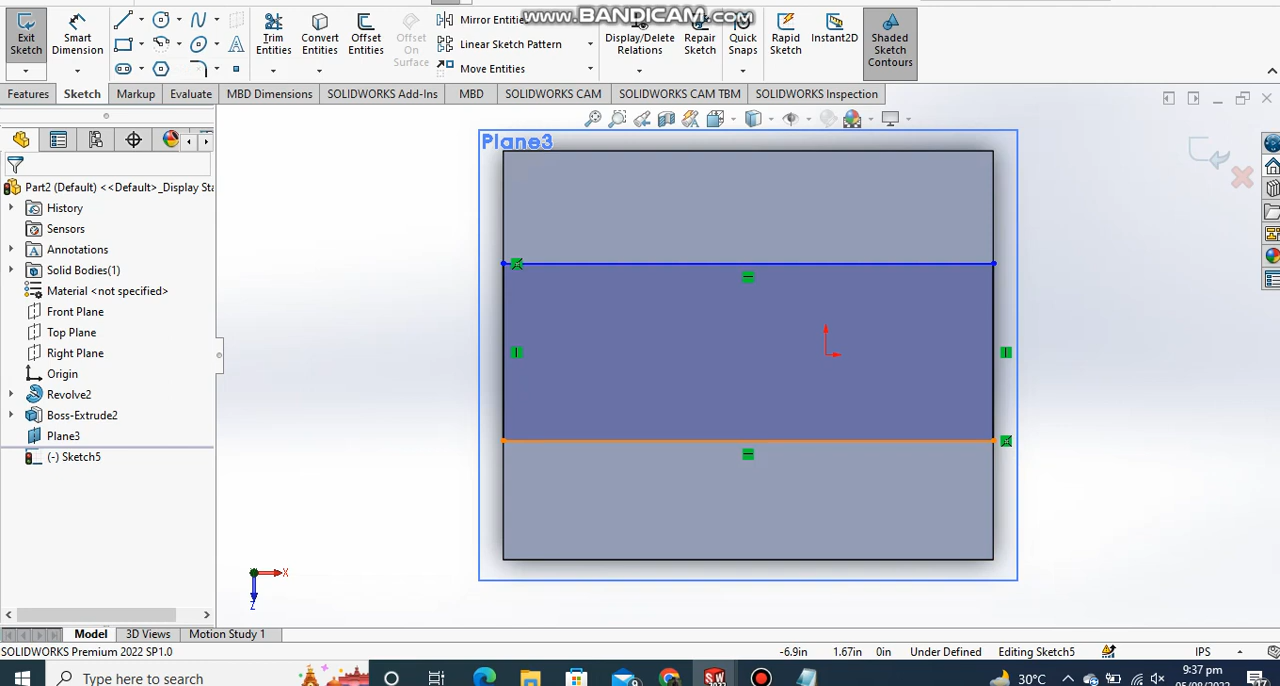 www.BANDICAM.com
Exit Sketch
Smart Dimension
Trim Entities
Convert Entities
Offset Entities
Offset On Surface
Mirror Entities
Linear Sketch Pattern
Move Entities
Display/Delete Relations
Repair Sketch
Quick Snaps
Rapid Sketch
Instant2D
Shaded Sketch Contours
Features Sketch Markup Evaluate MBD Dimensions SOLIDWORKS Add-Ins MBD SOLIDWORKS CAM SOLIDWORKS CAM TBM SOLIDWORKS Inspection
Plane3
Part2 (Default) <<Default>_Display Sta
History
Sensors
Annotations
Solid Bodies(1)
Material <not specified>
Front Plane
Top Plane
Right Plane
Origin
Revolve2
Boss-Extrude2
Plane3
(-) Sketch5
X
Z
Model 3D Views Motion Study 1
SOLIDWORKS Premium 2022 SP1.0 -6.9in 1.67in 0in Under Defined Editing Sketch5 IPS
Type here to search 30°C 9:37 pm